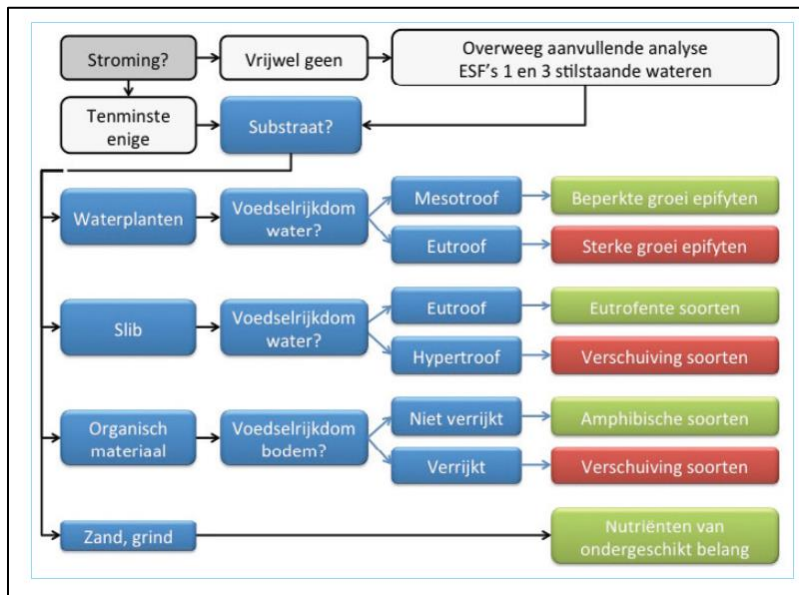 Stroming?
Vrijwel geen
Overweeg aanvullende analyse
ESF's 1 en 3 stilstaande wateren
Tenminste
enige
Substraat?
Waterplanten
Voedselrijkdom
water?
Mesotroof
Beperkte groei epifyten
Eutroof
Sterke groei epifyten
Slib
Voedselrijkdom
water?
Eutroof
Eutrofente soorten
Hypertroof
Verschuiving soorten
Organisch
materiaal
Voedselrijkdom
bodem?
Niet verrijkt
Amphibische soorten
Verrijkt
Verschuiving soorten
Zand, grind
Nutriënten van
ondergeschikt belang